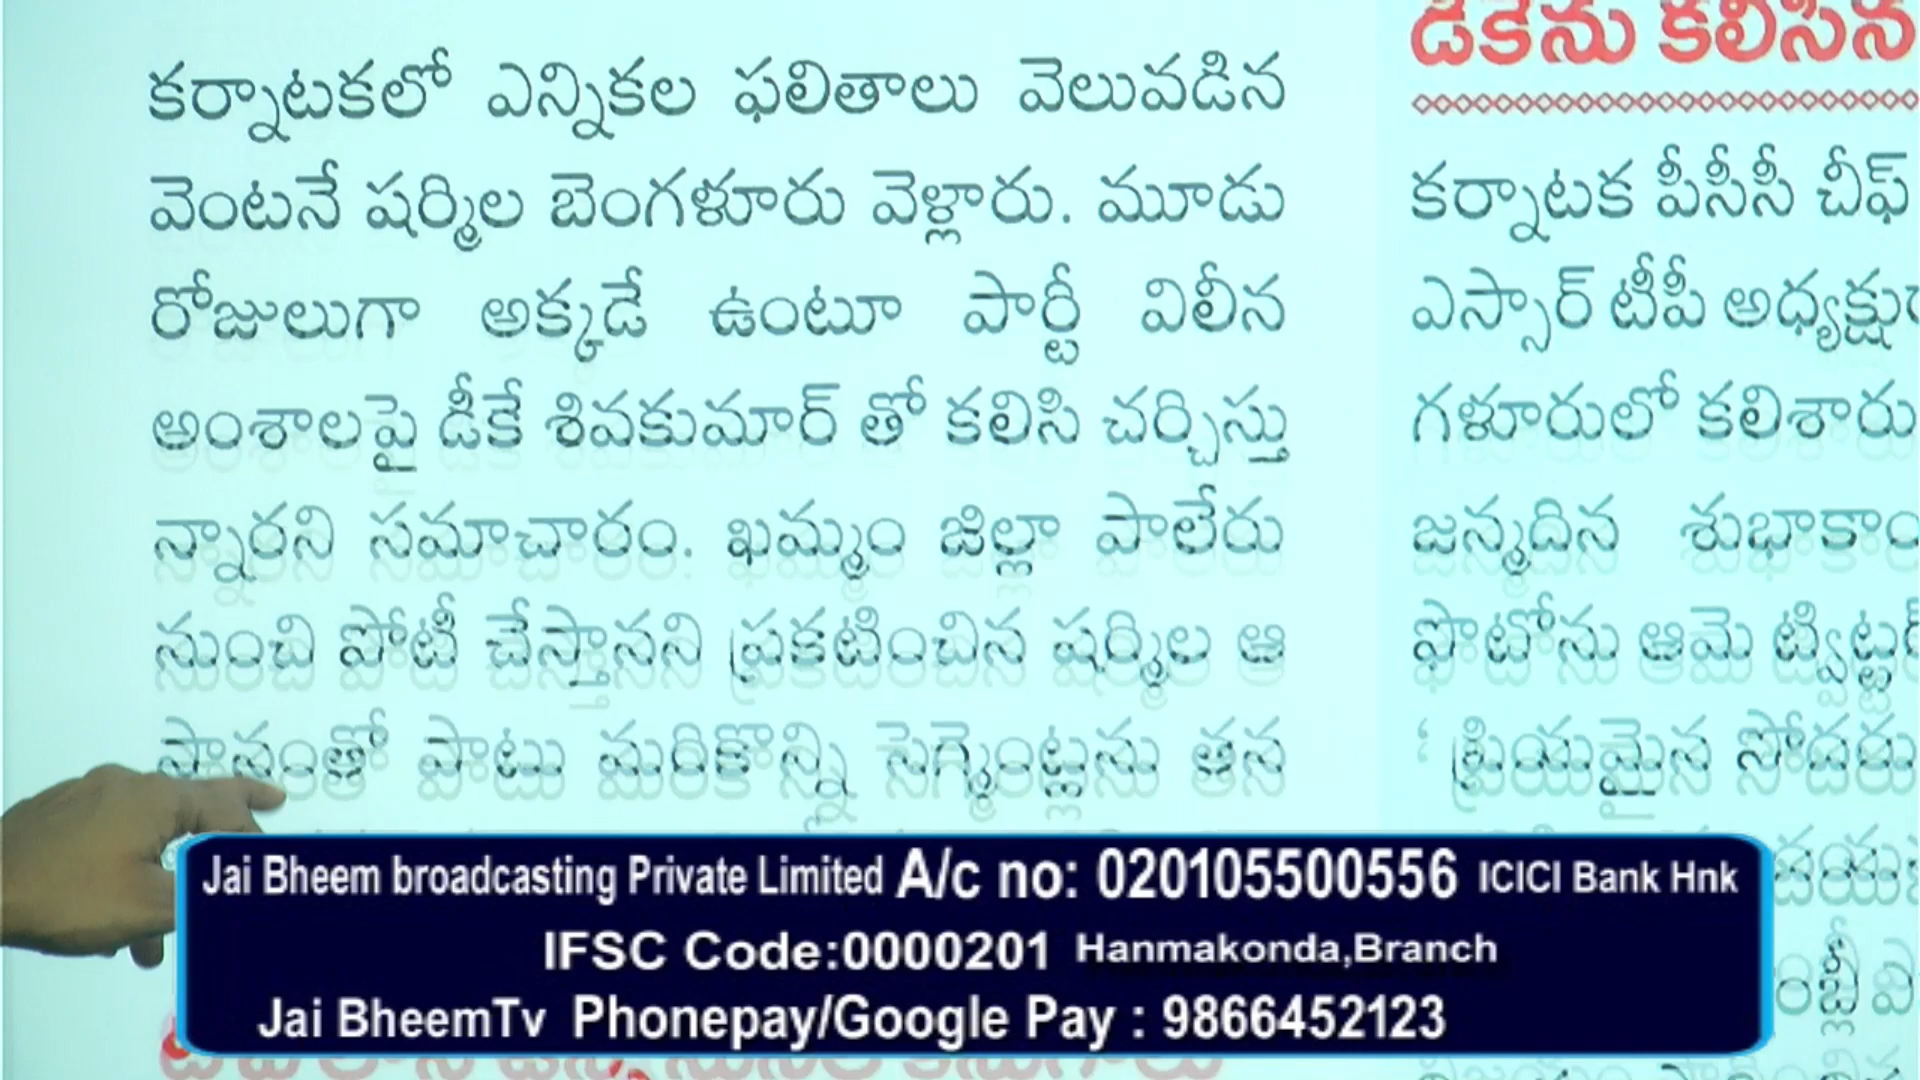 కర్నాటకలో ఎన్నికల ఫలితాలు వెలువడిన
వెంటనే షర్మిల బెంగళూరు వెళ్లారు. మూడు
రోజులుగా అక్కడే ఉంటూ పార్టీ విలీన
అంశాలపై డీకే శివకుమార్ తో కలిసి చర్చిస్తు
న్నారని సమాచారం. ఖమ్మం జిల్లా పాలేరు
నుంచి పోటీ చేస్తానని ప్రకటించిన షర్మిల ఆ
స్థానంతో పాటు మరికొన్ని సెగ్మెంట్లను తన
డీకేను కలిసిన
కర్నాటక పీసీసీ చీఫ్
ఎస్సార్ టీపీ అధ్యక్షు
గళూరులో కలిశారు
జన్మదిన శుభాకాం
ఫొటోను ఆమె ట్విట్టర్
'ప్రియమైన సోదరు
Jai Bheem broadcasting Private Limited A/c no: 020105500556 ICICI Bank Hnk
IFSC Code:0000201 Hanmakonda,Branch
Jai BheemTv Phonepay/Google Pay : 9866452123